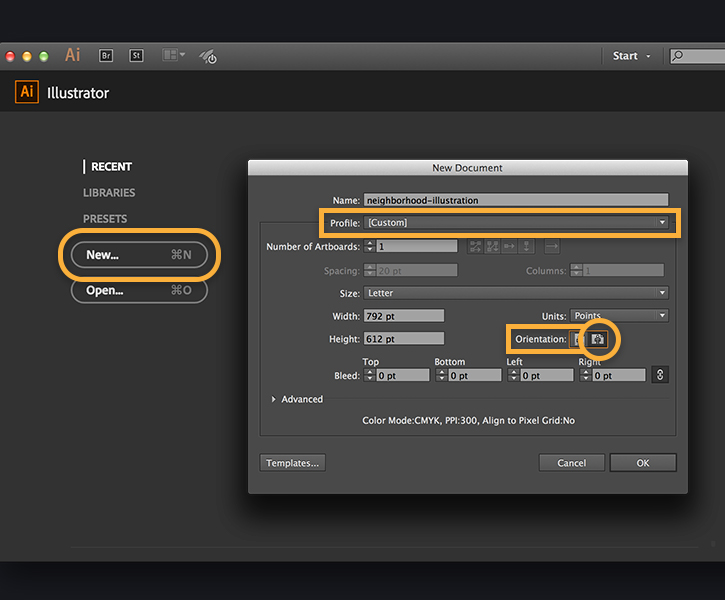 Ai Br St Start
Ai Illustrator
RECENT
LIBRARIES
PRESETS
New... ⌘N
Open... ⌘O
New Document
Name: neighborhood-illustration
Profile: [Custom]
Number of Artboards: 1
Spacing: 20 pt Columns: 1
Size: Letter
Width: 792 pt Units: Points
Height: 612 pt Orientation:
Top Bottom Left Right
Bleed: 0 pt 0 pt 0 pt 0 pt
Advanced
Color Mode:CMYK, PPI:300, Align to Pixel Grid:No
Templates... Cancel OK